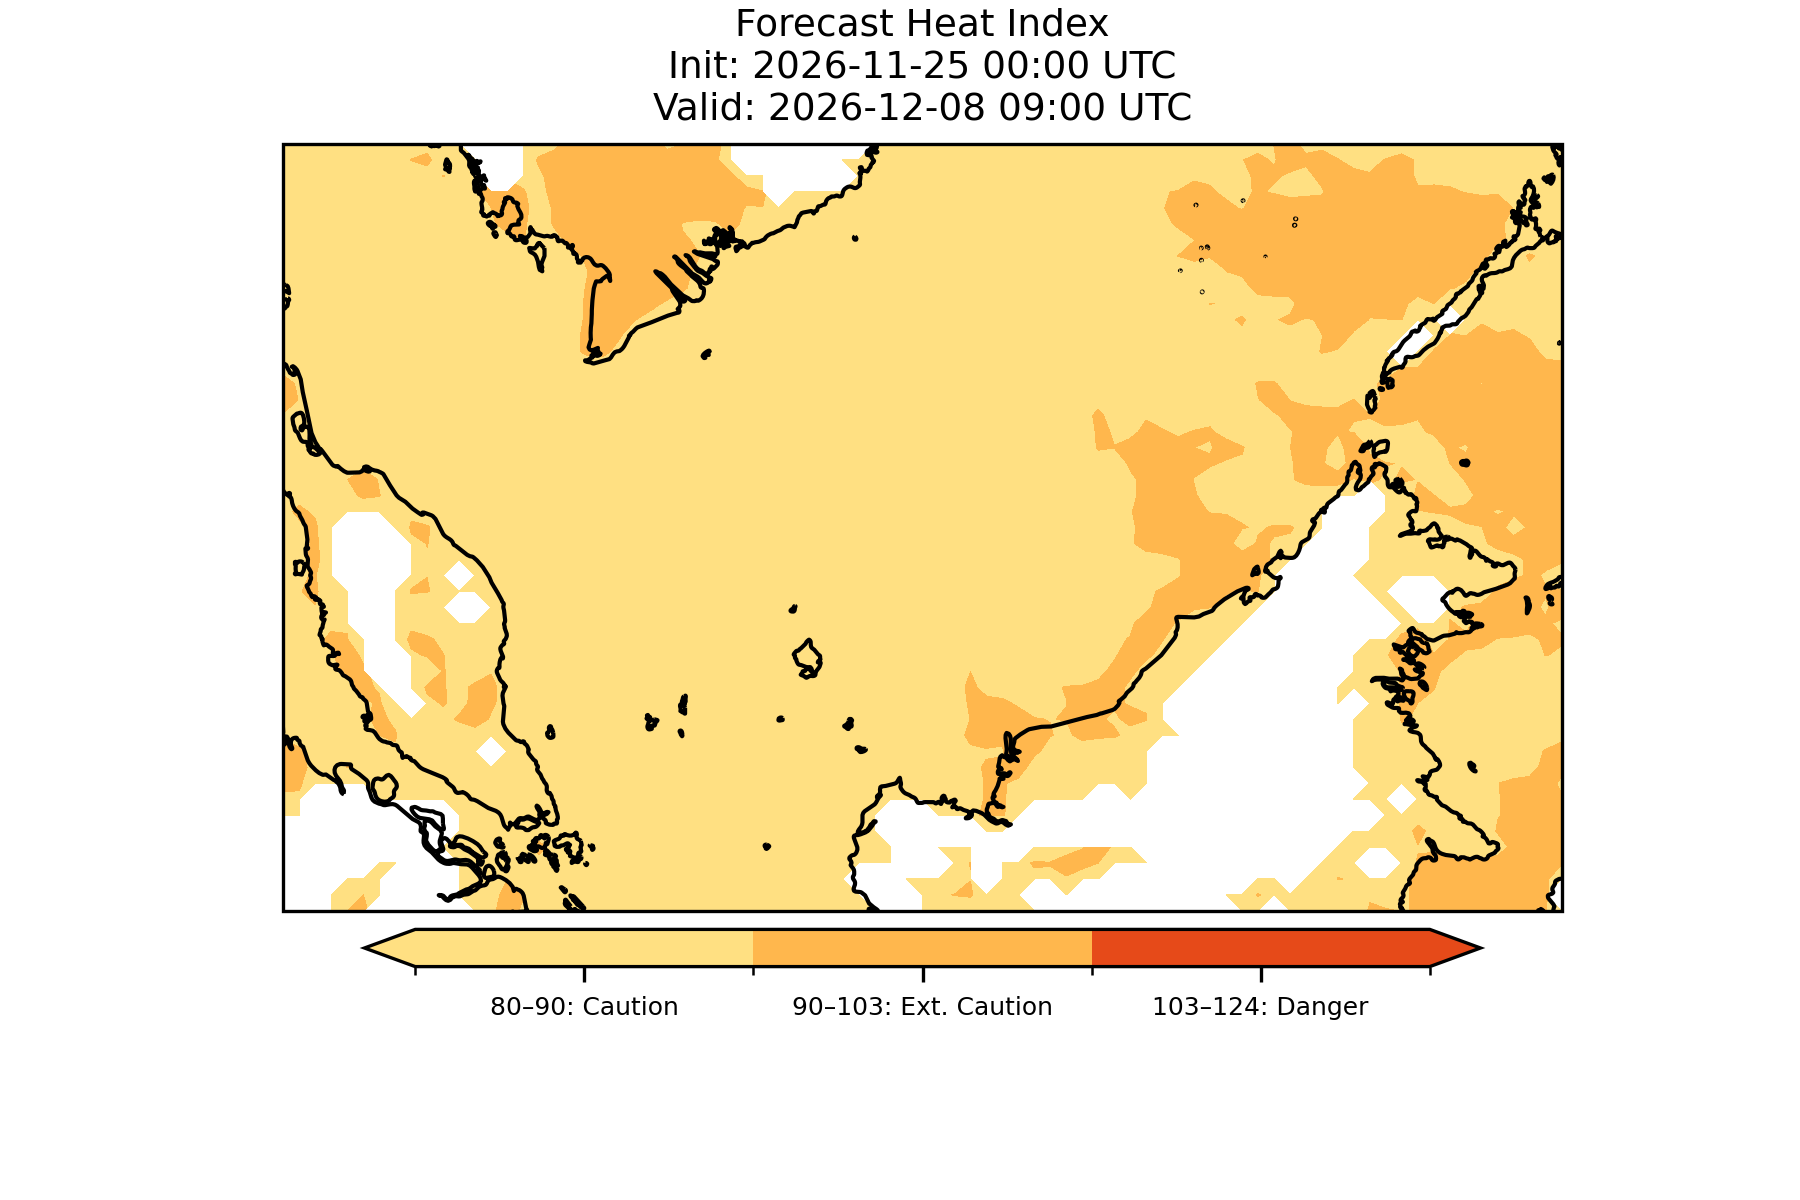 Forecast Heat Index
Init: 2026-11-25 00:00 UTC
Valid: 2026-12-08 09:00 UTC
80–90: Caution
90–103: Ext. Caution
103–124: Danger